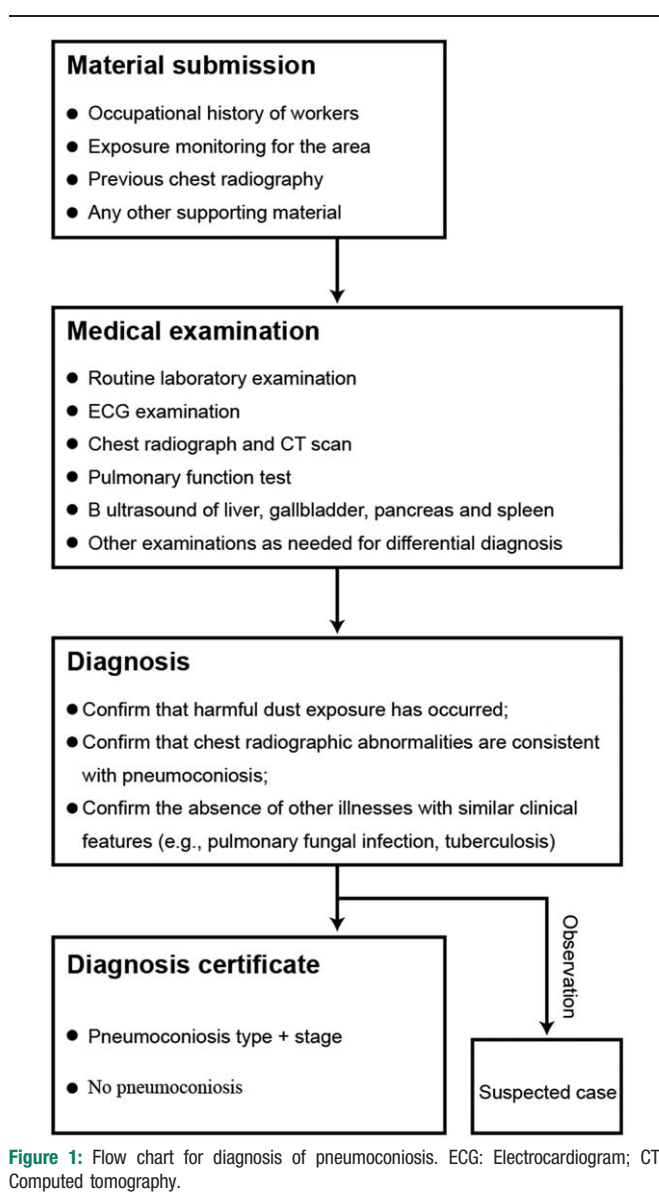 Material submission
● Occupational history of workers
● Exposure monitoring for the area
● Previous chest radiography
● Any other supporting material
Medical examination
● Routine laboratory examination
● ECG examination
● Chest radiograph and CT scan
● Pulmonary function test
● B ultrasound of liver, gallbladder, pancreas and spleen
● Other examinations as needed for differential diagnosis
Diagnosis
● Confirm that harmful dust exposure has occurred;
● Confirm that chest radiographic abnormalities are consistent
with pneumoconiosis;
● Confirm the absence of other illnesses with similar clinical
features (e.g., pulmonary fungal infection, tuberculosis)
Observation
Diagnosis certificate
● Pneumoconiosis type + stage
● No pneumoconiosis
Suspected case
Figure 1: Flow chart for diagnosis of pneumoconiosis. ECG: Electrocardiogram; CT
Computed tomography.